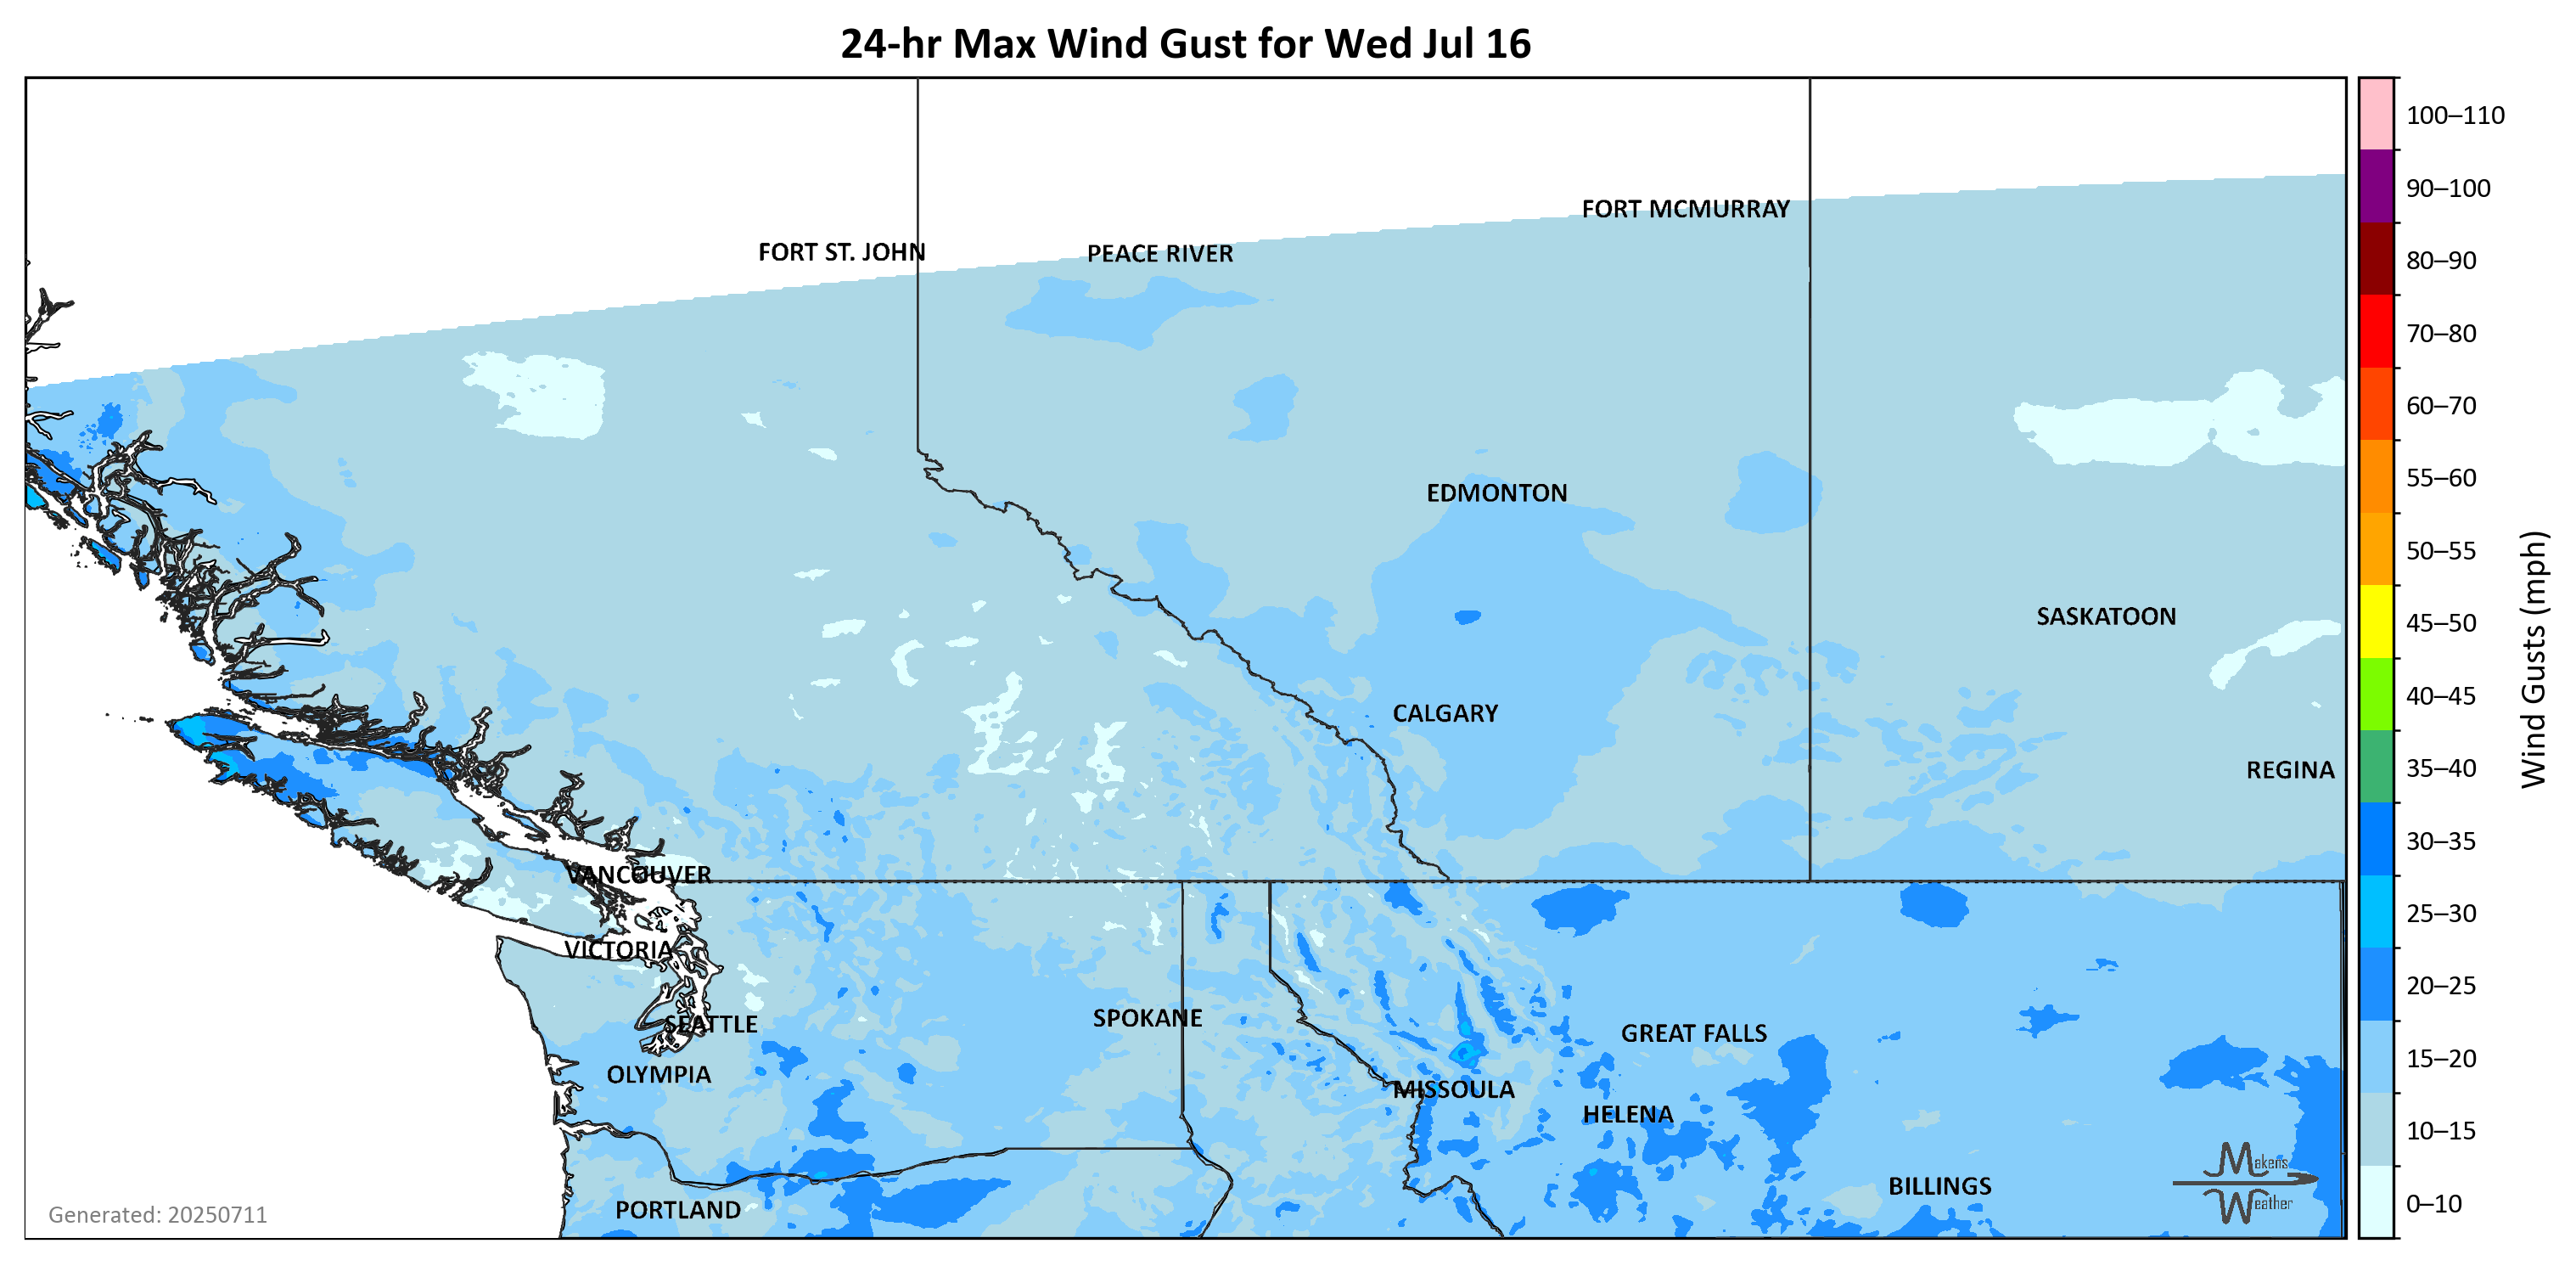 24-hr Max Wind Gust for Wed Jul 16
FORT MCMURRAY
FORT ST. JOHN
PEACE RIVER
EDMONTON
SASKATOON
CALGARY
REGINA
VANCOUVER
VICTORIA
SEATTLE
SPOKANE
GREAT FALLS
OLYMPIA
MISSOULA
HELENA
BILLINGS
PORTLAND
Makens
Weather
Generated: 20250711
100–110
90–100
80–90
70–80
60–70
55–60
50–55
45–50
40–45
35–40
30–35
25–30
20–25
15–20
10–15
0–10
Wind Gusts (mph)